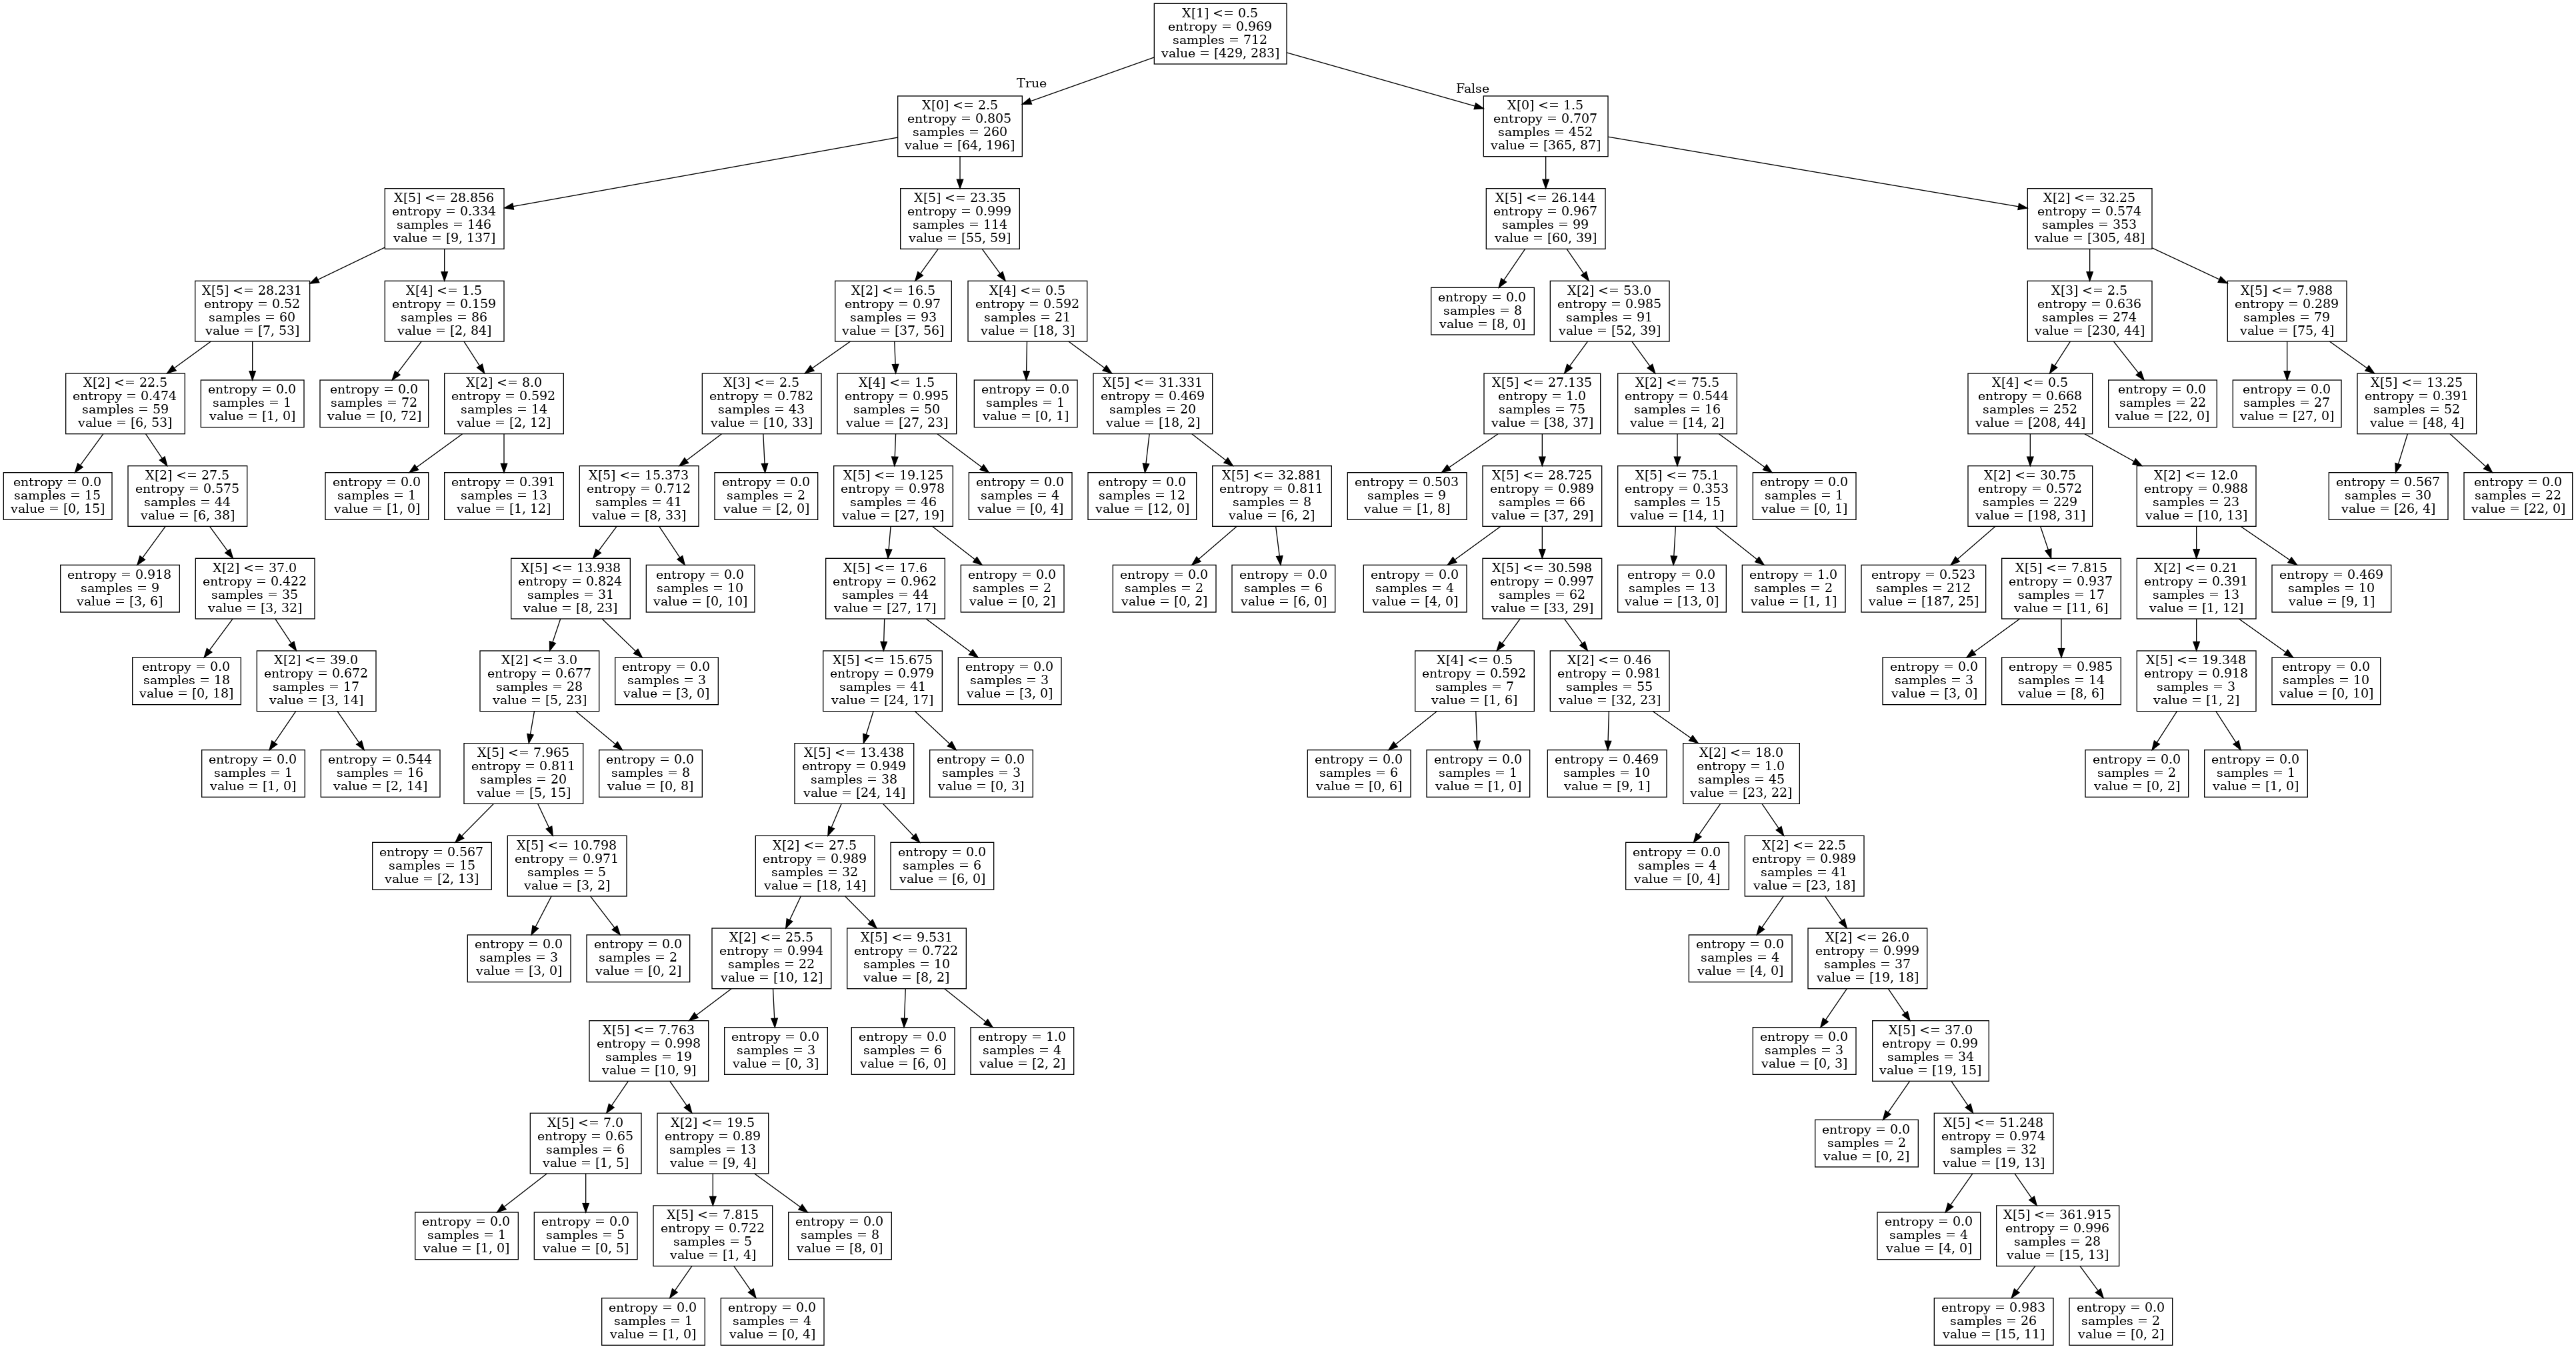 X[1] <= 0.5
entropy = 0.969
samples = 712
value = [429, 283]
True
False
X[0] <= 2.5
entropy = 0.805
samples = 260
value = [64, 196]
X[0] <= 1.5
entropy = 0.707
samples = 452
value = [365, 87]
X[5] <= 28.856
entropy = 0.334
samples = 146
value = [9, 137]
X[5] <= 23.35
entropy = 0.999
samples = 114
value = [55, 59]
X[5] <= 26.144
entropy = 0.967
samples = 99
value = [60, 39]
X[2] <= 32.25
entropy = 0.574
samples = 353
value = [305, 48]
X[5] <= 28.231
entropy = 0.52
samples = 60
value = [7, 53]
X[4] <= 1.5
entropy = 0.159
samples = 86
value = [2, 84]
X[2] <= 16.5
entropy = 0.97
samples = 93
value = [37, 56]
X[4] <= 0.5
entropy = 0.592
samples = 21
value = [18, 3]
entropy = 0.0
samples = 8
value = [8, 0]
X[2] <= 53.0
entropy = 0.985
samples = 91
value = [52, 39]
X[3] <= 2.5
entropy = 0.636
samples = 274
value = [230, 44]
X[5] <= 7.988
entropy = 0.289
samples = 79
value = [75, 4]
X[2] <= 22.5
entropy = 0.474
samples = 59
value = [6, 53]
entropy = 0.0
samples = 1
value = [1, 0]
entropy = 0.0
samples = 72
value = [0, 72]
X[2] <= 8.0
entropy = 0.592
samples = 14
value = [2, 12]
X[3] <= 2.5
entropy = 0.782
samples = 43
value = [10, 33]
X[4] <= 1.5
entropy = 0.995
samples = 50
value = [27, 23]
entropy = 0.0
samples = 1
value = [0, 1]
X[5] <= 31.331
entropy = 0.469
samples = 20
value = [18, 2]
X[5] <= 27.135
entropy = 1.0
samples = 75
value = [38, 37]
X[2] <= 75.5
entropy = 0.544
samples = 16
value = [14, 2]
X[4] <= 0.5
entropy = 0.668
samples = 252
value = [208, 44]
entropy = 0.0
samples = 22
value = [22, 0]
entropy = 0.0
samples = 27
value = [27, 0]
X[5] <= 13.25
entropy = 0.391
samples = 52
value = [48, 4]
entropy = 0.0
samples = 15
value = [0, 15]
X[2] <= 27.5
entropy = 0.575
samples = 44
value = [6, 38]
entropy = 0.0
samples = 1
value = [1, 0]
entropy = 0.391
samples = 13
value = [1, 12]
X[5] <= 15.373
entropy = 0.712
samples = 41
value = [8, 33]
entropy = 0.0
samples = 2
value = [2, 0]
X[5] <= 19.125
entropy = 0.978
samples = 46
value = [27, 19]
entropy = 0.0
samples = 4
value = [0, 4]
entropy = 0.0
samples = 12
value = [12, 0]
X[5] <= 32.881
entropy = 0.811
samples = 8
value = [6, 2]
entropy = 0.503
samples = 9
value = [1, 8]
X[5] <= 28.725
entropy = 0.989
samples = 66
value = [37, 29]
X[5] <= 75.1
entropy = 0.353
samples = 15
value = [14, 1]
entropy = 0.0
samples = 1
value = [0, 1]
X[2] <= 30.75
entropy = 0.572
samples = 229
value = [198, 31]
X[2] <= 12.0
entropy = 0.988
samples = 23
value = [10, 13]
entropy = 0.567
samples = 30
value = [26, 4]
entropy = 0.0
samples = 22
value = [22, 0]
entropy = 0.918
samples = 9
value = [3, 6]
X[2] <= 37.0
entropy = 0.422
samples = 35
value = [3, 32]
X[5] <= 13.938
entropy = 0.824
samples = 31
value = [8, 23]
entropy = 0.0
samples = 10
value = [0, 10]
X[5] <= 17.6
entropy = 0.962
samples = 44
value = [27, 17]
entropy = 0.0
samples = 2
value = [0, 2]
entropy = 0.0
samples = 2
value = [0, 2]
entropy = 0.0
samples = 6
value = [6, 0]
entropy = 0.0
samples = 4
value = [4, 0]
X[5] <= 30.598
entropy = 0.997
samples = 62
value = [33, 29]
entropy = 0.0
samples = 13
value = [13, 0]
entropy = 1.0
samples = 2
value = [1, 1]
entropy = 0.523
samples = 212
value = [187, 25]
X[5] <= 7.815
entropy = 0.937
samples = 17
value = [11, 6]
X[2] <= 0.21
entropy = 0.391
samples = 13
value = [1, 12]
entropy = 0.469
samples = 10
value = [9, 1]
entropy = 0.0
samples = 18
value = [0, 18]
X[2] <= 39.0
entropy = 0.672
samples = 17
value = [3, 14]
X[2] <= 3.0
entropy = 0.677
samples = 28
value = [5, 23]
entropy = 0.0
samples = 3
value = [3, 0]
X[5] <= 15.675
entropy = 0.979
samples = 41
value = [24, 17]
entropy = 0.0
samples = 3
value = [3, 0]
X[4] <= 0.5
entropy = 0.592
samples = 7
value = [1, 6]
X[2] <= 0.46
entropy = 0.981
samples = 55
value = [32, 23]
entropy = 0.0
samples = 3
value = [3, 0]
entropy = 0.985
samples = 14
value = [8, 6]
X[5] <= 19.348
entropy = 0.918
samples = 3
value = [1, 2]
entropy = 0.0
samples = 10
value = [0, 10]
entropy = 0.0
samples = 1
value = [1, 0]
entropy = 0.544
samples = 16
value = [2, 14]
X[5] <= 7.965
entropy = 0.811
samples = 20
value = [5, 15]
entropy = 0.0
samples = 8
value = [0, 8]
X[5] <= 13.438
entropy = 0.949
samples = 38
value = [24, 14]
entropy = 0.0
samples = 3
value = [0, 3]
entropy = 0.0
samples = 6
value = [0, 6]
entropy = 0.0
samples = 1
value = [1, 0]
entropy = 0.469
samples = 10
value = [9, 1]
X[2] <= 18.0
entropy = 1.0
samples = 45
value = [23, 22]
entropy = 0.0
samples = 2
value = [0, 2]
entropy = 0.0
samples = 1
value = [1, 0]
entropy = 0.567
samples = 15
value = [2, 13]
X[5] <= 10.798
entropy = 0.971
samples = 5
value = [3, 2]
X[2] <= 27.5
entropy = 0.989
samples = 32
value = [18, 14]
entropy = 0.0
samples = 6
value = [6, 0]
entropy = 0.0
samples = 4
value = [0, 4]
X[2] <= 22.5
entropy = 0.989
samples = 41
value = [23, 18]
entropy = 0.0
samples = 3
value = [3, 0]
entropy = 0.0
samples = 2
value = [0, 2]
X[2] <= 25.5
entropy = 0.994
samples = 22
value = [10, 12]
X[5] <= 9.531
entropy = 0.722
samples = 10
value = [8, 2]
entropy = 0.0
samples = 4
value = [4, 0]
X[2] <= 26.0
entropy = 0.999
samples = 37
value = [19, 18]
X[5] <= 7.763
entropy = 0.998
samples = 19
value = [10, 9]
entropy = 0.0
samples = 3
value = [0, 3]
entropy = 0.0
samples = 6
value = [6, 0]
entropy = 1.0
samples = 4
value = [2, 2]
entropy = 0.0
samples = 3
value = [0, 3]
X[5] <= 37.0
entropy = 0.99
samples = 34
value = [19, 15]
X[5] <= 7.0
entropy = 0.65
samples = 6
value = [1, 5]
X[2] <= 19.5
entropy = 0.89
samples = 13
value = [9, 4]
entropy = 0.0
samples = 2
value = [0, 2]
X[5] <= 51.248
entropy = 0.974
samples = 32
value = [19, 13]
entropy = 0.0
samples = 1
value = [1, 0]
entropy = 0.0
samples = 5
value = [0, 5]
X[5] <= 7.815
entropy = 0.722
samples = 5
value = [1, 4]
entropy = 0.0
samples = 8
value = [8, 0]
entropy = 0.0
samples = 4
value = [4, 0]
X[5] <= 361.915
entropy = 0.996
samples = 28
value = [15, 13]
entropy = 0.0
samples = 1
value = [1, 0]
entropy = 0.0
samples = 4
value = [0, 4]
entropy = 0.983
samples = 26
value = [15, 11]
entropy = 0.0
samples = 2
value = [0, 2]